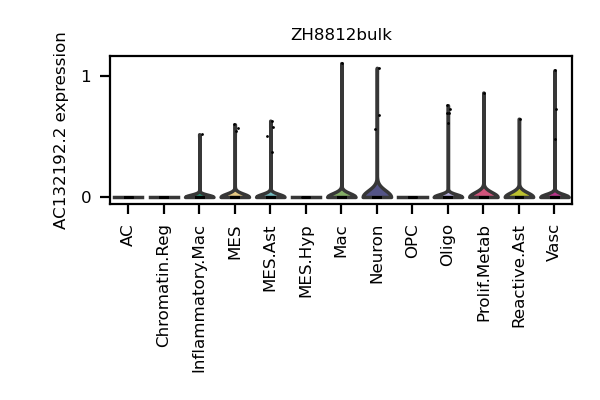 ZH8812bulk
AC132192.2 expression
1
0
AC
Chromatin.Reg
Inflammatory.Mac
MES
MES.Ast
MES.Hyp
Mac
Neuron
OPC
Oligo
Prolif.Metab
Reactive.Ast
Vasc